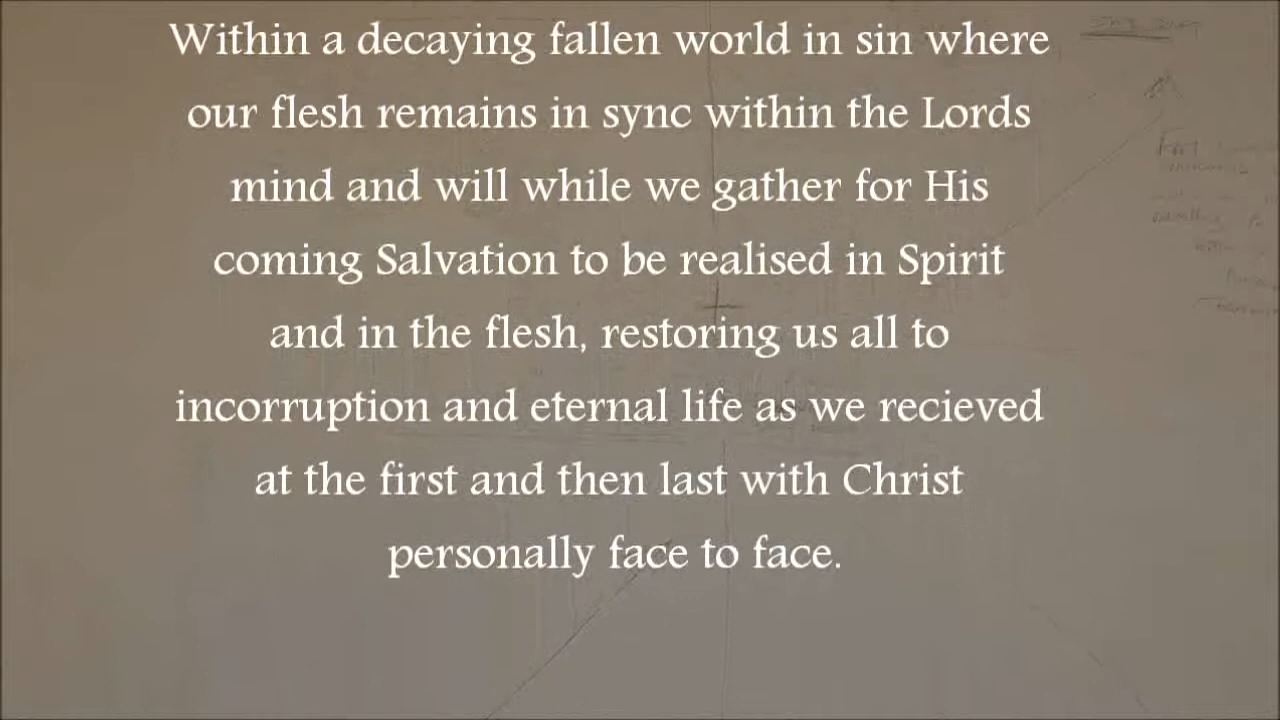 Within a decaying fallen world in sin where
our flesh remains in sync within the Lords
mind and will while we gather for His
coming Salvation to be realised in Spirit
and in the flesh, restoring us all to
incorruption and eternal life as we recieved
at the first and then last with Christ
personally face to face.